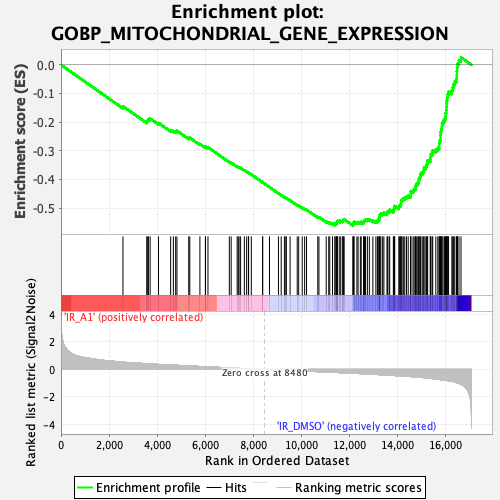 Enrichment plot:
GOBP_MITOCHONDRIAL_GENE_EXPRESSION
Enrichment score (ES)
0.0
-0.1
-0.2
-0.3
-0.4
-0.5
Ranked list metric (Signal2Noise)
'IR_A1' (positively correlated)
4
2
0
-2
-4
Zero cross at 8480
'IR_DMSO' (negatively correlated)
0 2,000 4,000 6,000 8,000 10,000 12,000 14,000 16,000
Rank in Ordered Dataset
Enrichment profile Hits Ranking metric scores